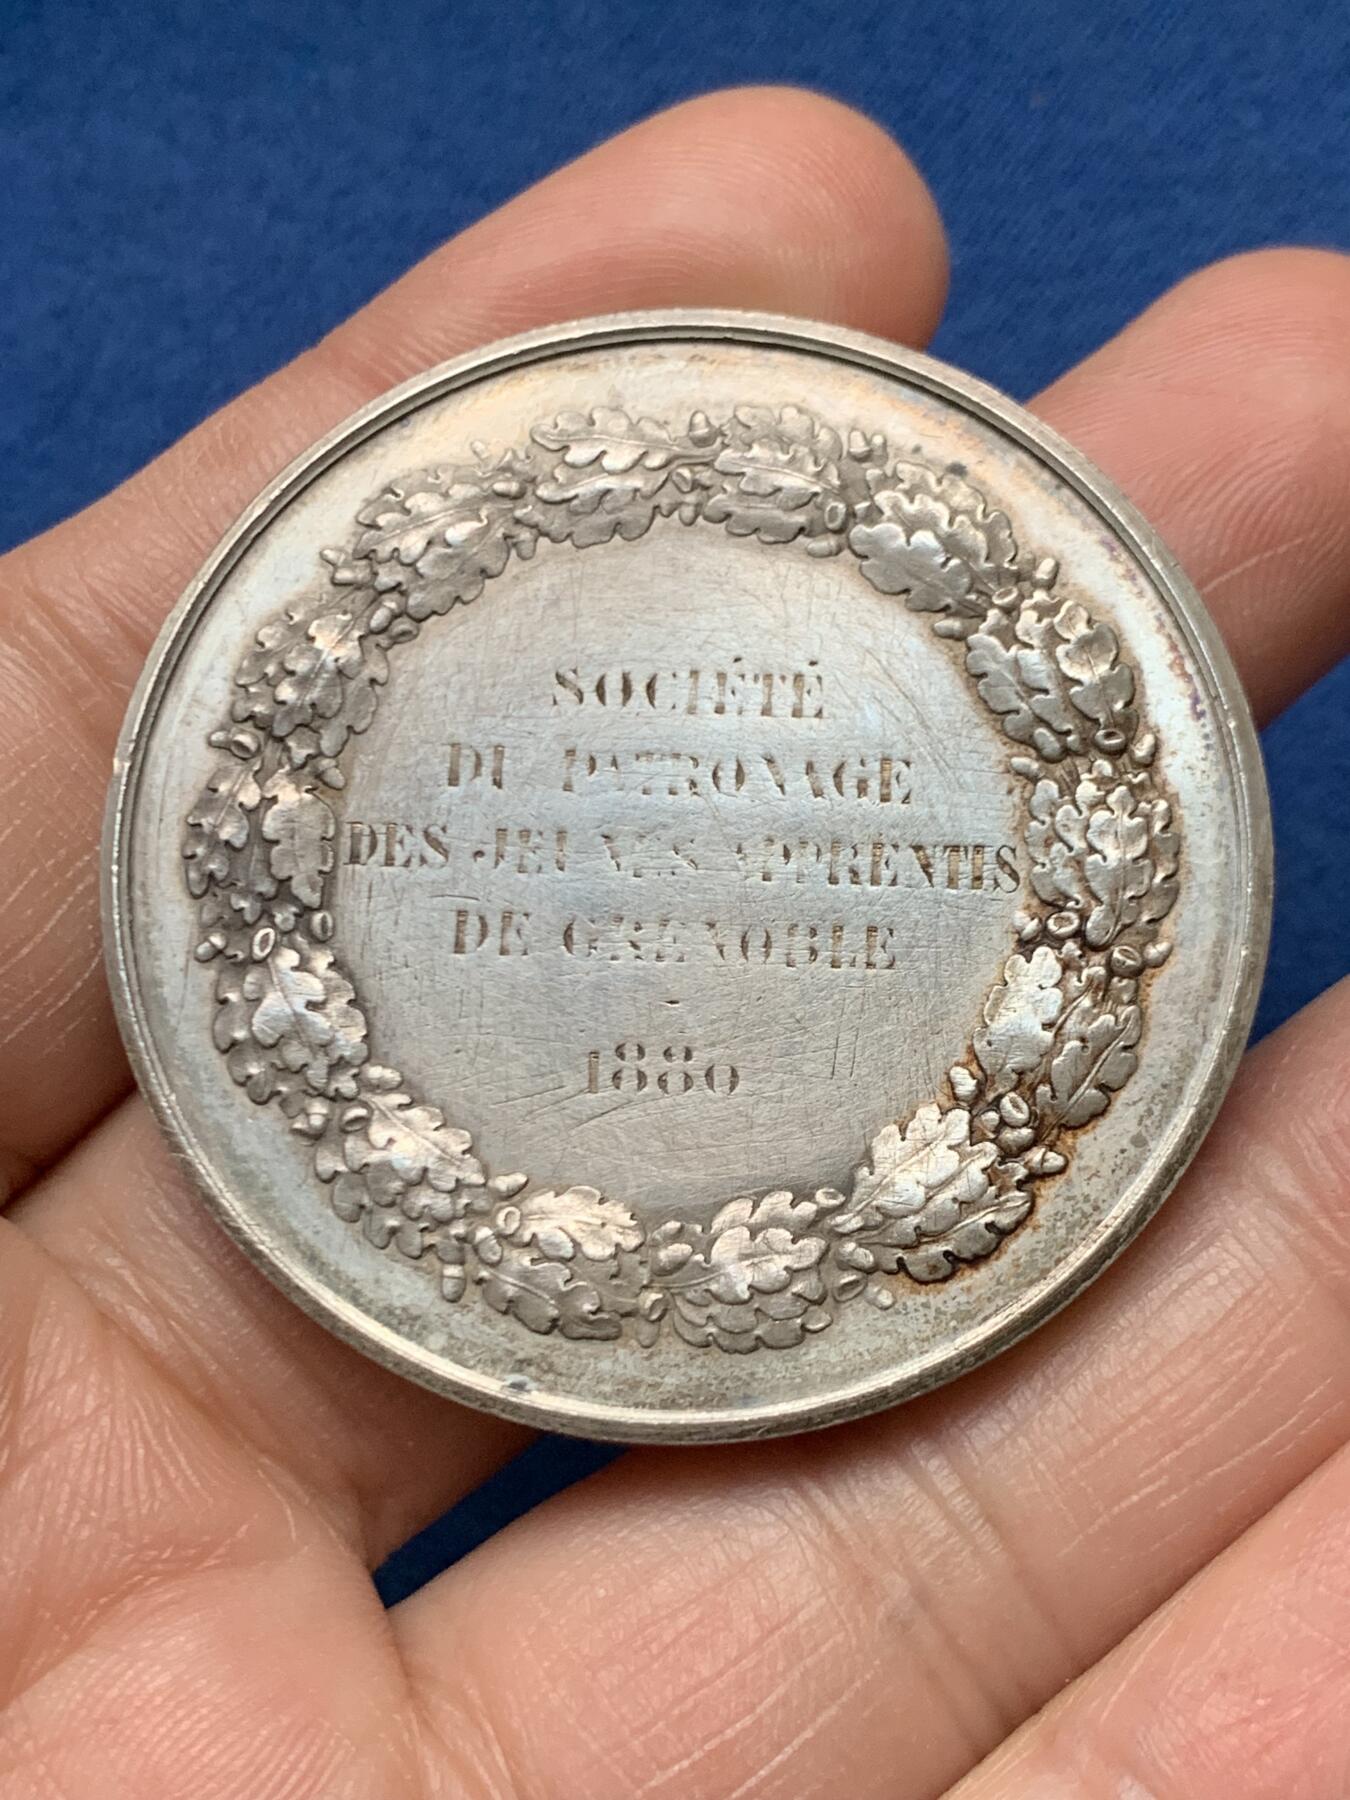 SOCIÉTÉ
DU PATRONAGE
DES JEUNES APPRENTIS
DE GRENOBLE
-
1880